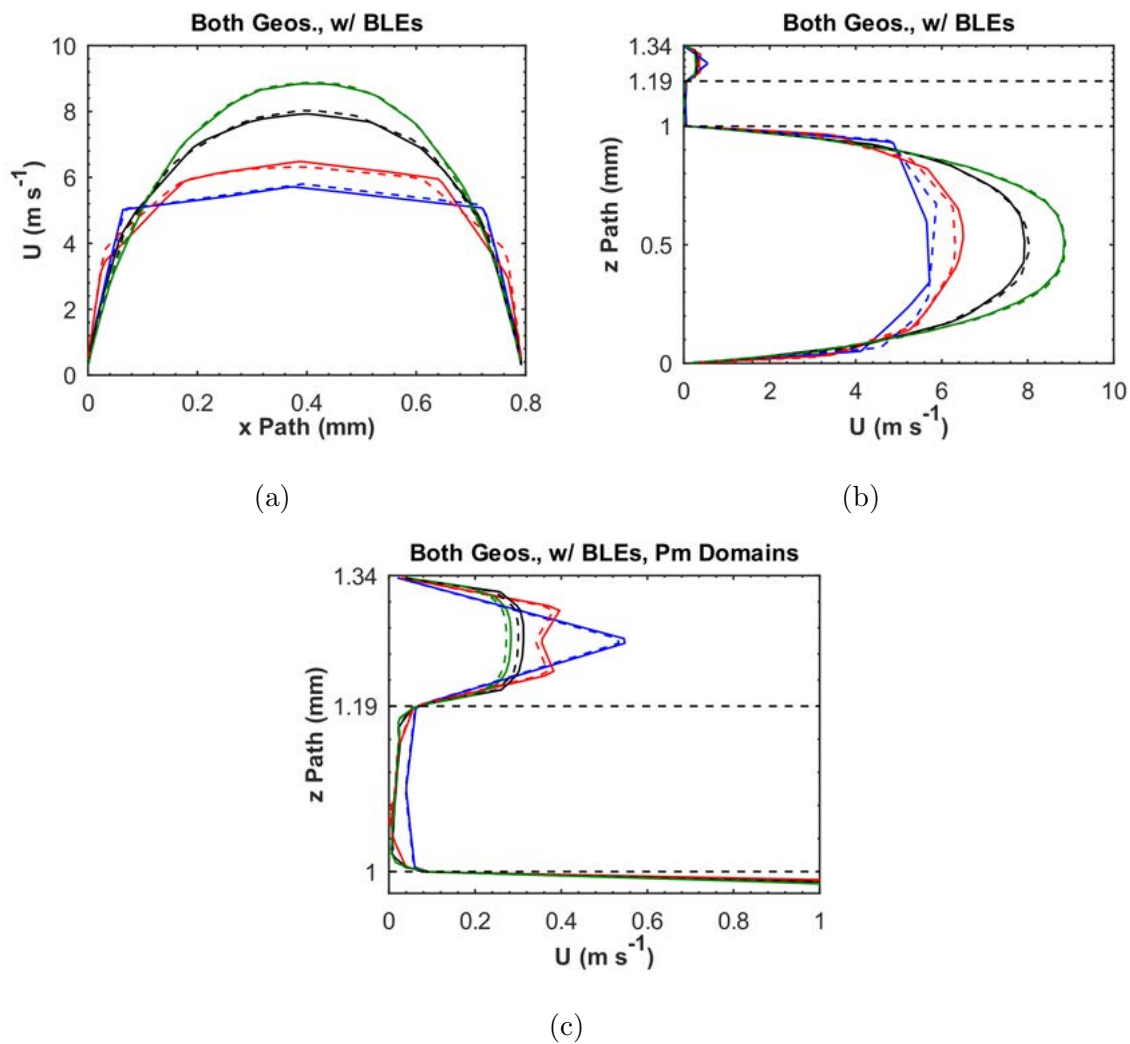 Both Geos., w/ BLEs
10
8
6
4
2
0
U (m s-1)
0 0.2 0.4 0.6 0.8
x Path (mm)
(a)
Both Geos., w/ BLEs
1.34
1.19
1
0.5
0
z Path (mm)
0 2 4 6 8 10
U (m s-1)
(b)
Both Geos., w/ BLEs, Pm Domains
1.34
1.19
1
z Path (mm)
0 0.2 0.4 0.6 0.8 1
U (m s-1)
(c)